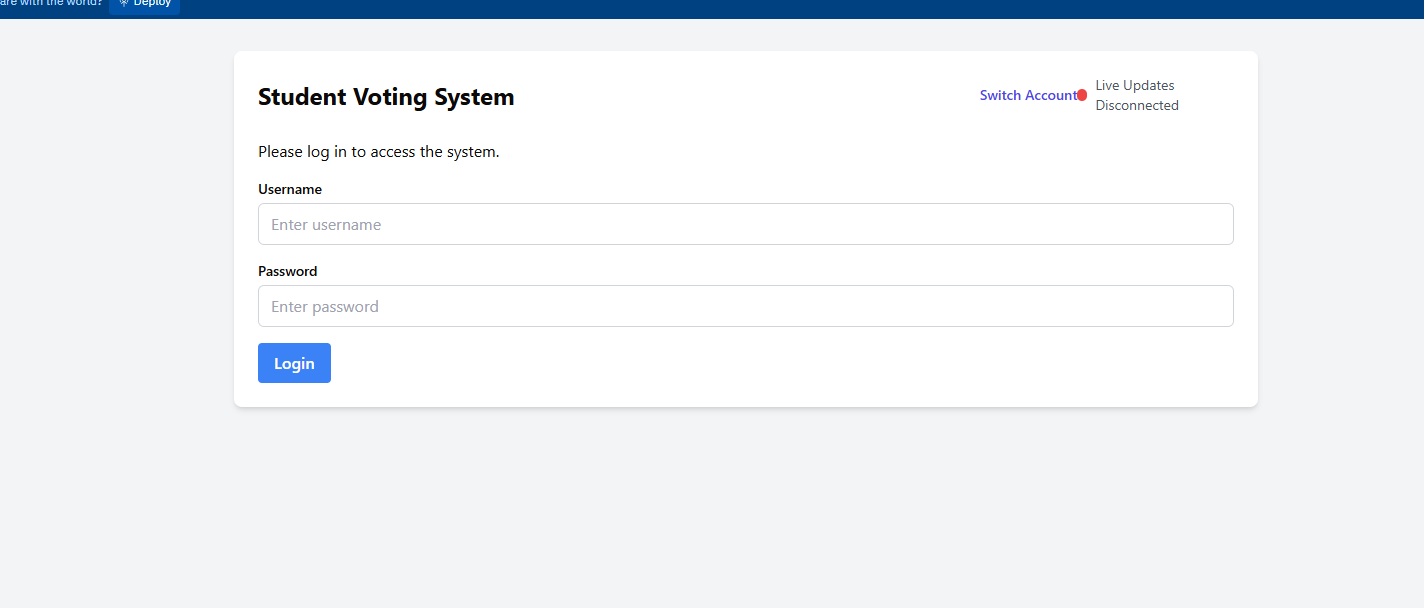 are with the world?
Deploy
Student Voting System
Switch Account
Live Updates
Disconnected
Please log in to access the system.
Username
Enter username
Password
Enter password
Login